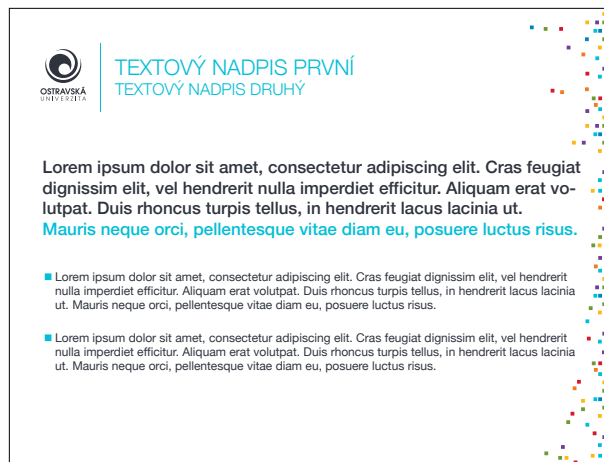 OSTRAVSKÁ
UNIVERZITA
TEXTOVÝ NADPIS PRVNÍ
TEXTOVÝ NADPIS DRUHÝ
Lorem ipsum dolor sit amet, consectetur adipiscing elit. Cras feugiat
dignissim elit, vel hendrerit nulla imperdiet efficitur. Aliquam erat vo-
lutpat. Duis rhoncus turpis tellus, in hendrerit lacus lacinia ut.
Mauris neque orci, pellentesque vitae diam eu, posuere luctus risus.
Lorem ipsum dolor sit amet, consectetur adipiscing elit. Cras feugiat dignissim elit, vel hendrerit
nulla imperdiet efficitur. Aliquam erat volutpat. Duis rhoncus turpis tellus, in hendrerit lacus lacinia
ut. Mauris neque orci, pellentesque vitae diam eu, posuere luctus risus.
Lorem ipsum dolor sit amet, consectetur adipiscing elit. Cras feugiat dignissim elit, vel hendrerit
nulla imperdiet efficitur. Aliquam erat volutpat. Duis rhoncus turpis tellus, in hendrerit lacus lacinia
ut. Mauris neque orci, pellentesque vitae diam eu, posuere luctus risus.